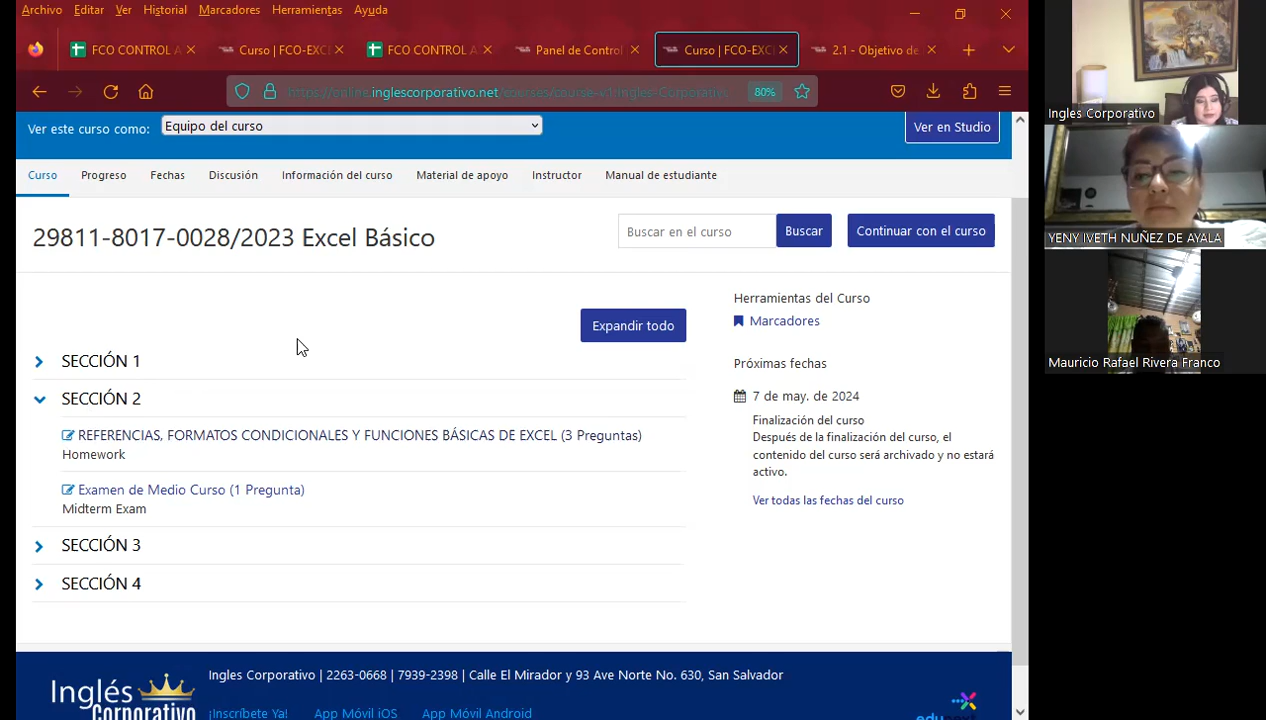 Archivo Editar Ver Historial Marcadores Herramientas Ayuda
FCO CONTROL A Curso | FCO-EXC FCO CONTROL A Panel de Control Curso | FCO-EXC 2.1 - Objetivo de
https://online.inglescorporativo.net/courses/course-v1:Ingles-Corporativ 80%
Ver este curso como: Equipo del curso Ver en Studio
Curso Progreso Fechas Discusión Información del curso Material de apoyo Instructor Manual de estudiante
29811-8017-0028/2023 Excel Básico
Buscar en el curso Buscar Continuar con el curso
Expandir todo
SECCIÓN 1
SECCIÓN 2
REFERENCIAS, FORMATOS CONDICIONALES Y FUNCIONES BÁSICAS DE EXCEL (3 Preguntas)
Homework
Examen de Medio Curso (1 Pregunta)
Midterm Exam
SECCIÓN 3
SECCIÓN 4
Herramientas del Curso
Marcadores
Próximas fechas
7 de may. de 2024
Finalización del curso
Después de la finalización del curso, el
contenido del curso será archivado y no estará
activo.
Ver todas las fechas del curso
Inglés
Corporativo
Ingles Corporativo | 2263-0668 | 7939-2398 | Calle El Mirador y 93 Ave Norte No. 630, San Salvador
¡Inscríbete Ya! App Móvil iOS App Móvil Android
edunext
Ingles Corporativo
YENY IVETH NUÑEZ DE AYALA
Mauricio Rafael Rivera Franco